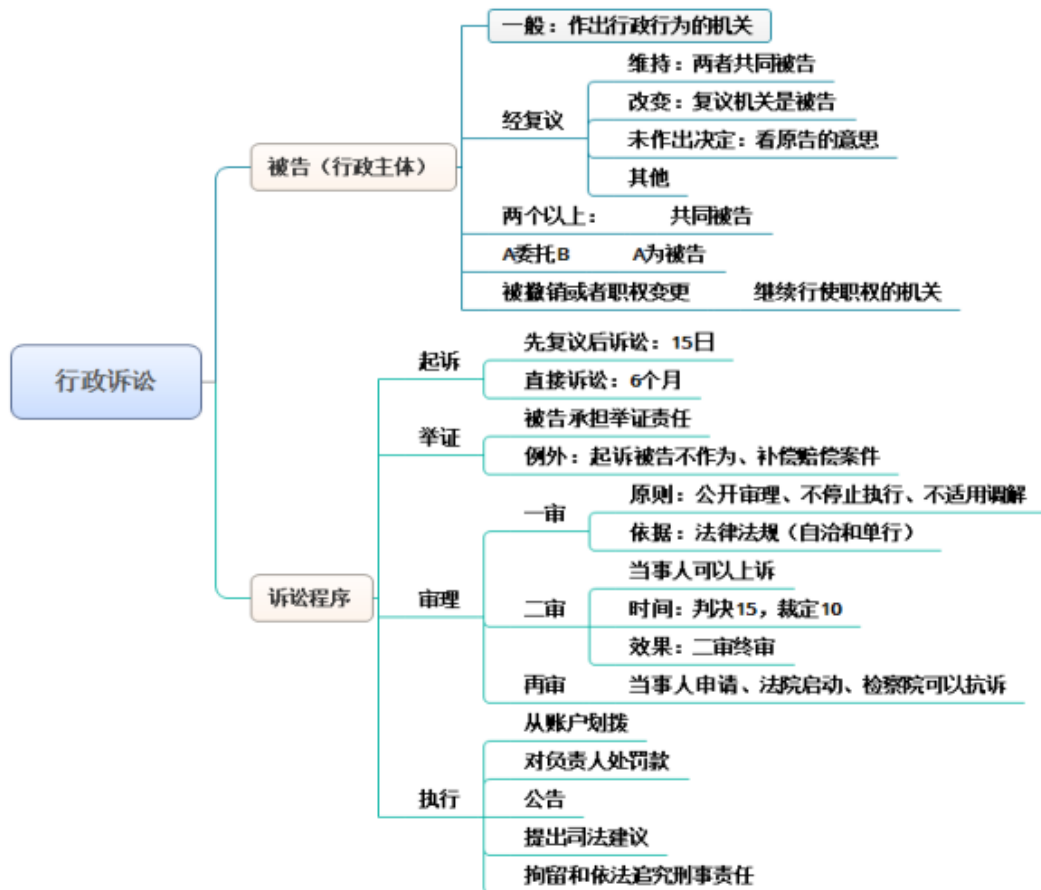 行政诉讼
被告（行政主体）
一般：作出行政行为的机关
经复议
维持：两者共同被告
改变：复议机关是被告
未作出决定：看原告的意思
其他
两个以上： 共同被告
A委托B A为被告
被撤销或者职权变更 继续行使职权的机关
诉讼程序
起诉
先复议后诉讼：15日
直接诉讼：6个月
举证
被告承担举证责任
例外：起诉被告不作为、补偿赔偿案件
审理
一审
原则：公开审理、不停止执行、不适用调解
依据：法律法规（自治和单行）
二审
当事人可以上诉
时间：判决15，裁定10
效果：二审终审
再审 当事人申请、法院启动、检察院可以抗诉
执行
从账户划拨
对负责人处罚款
公告
提出司法建议
拘留和依法追究刑事责任